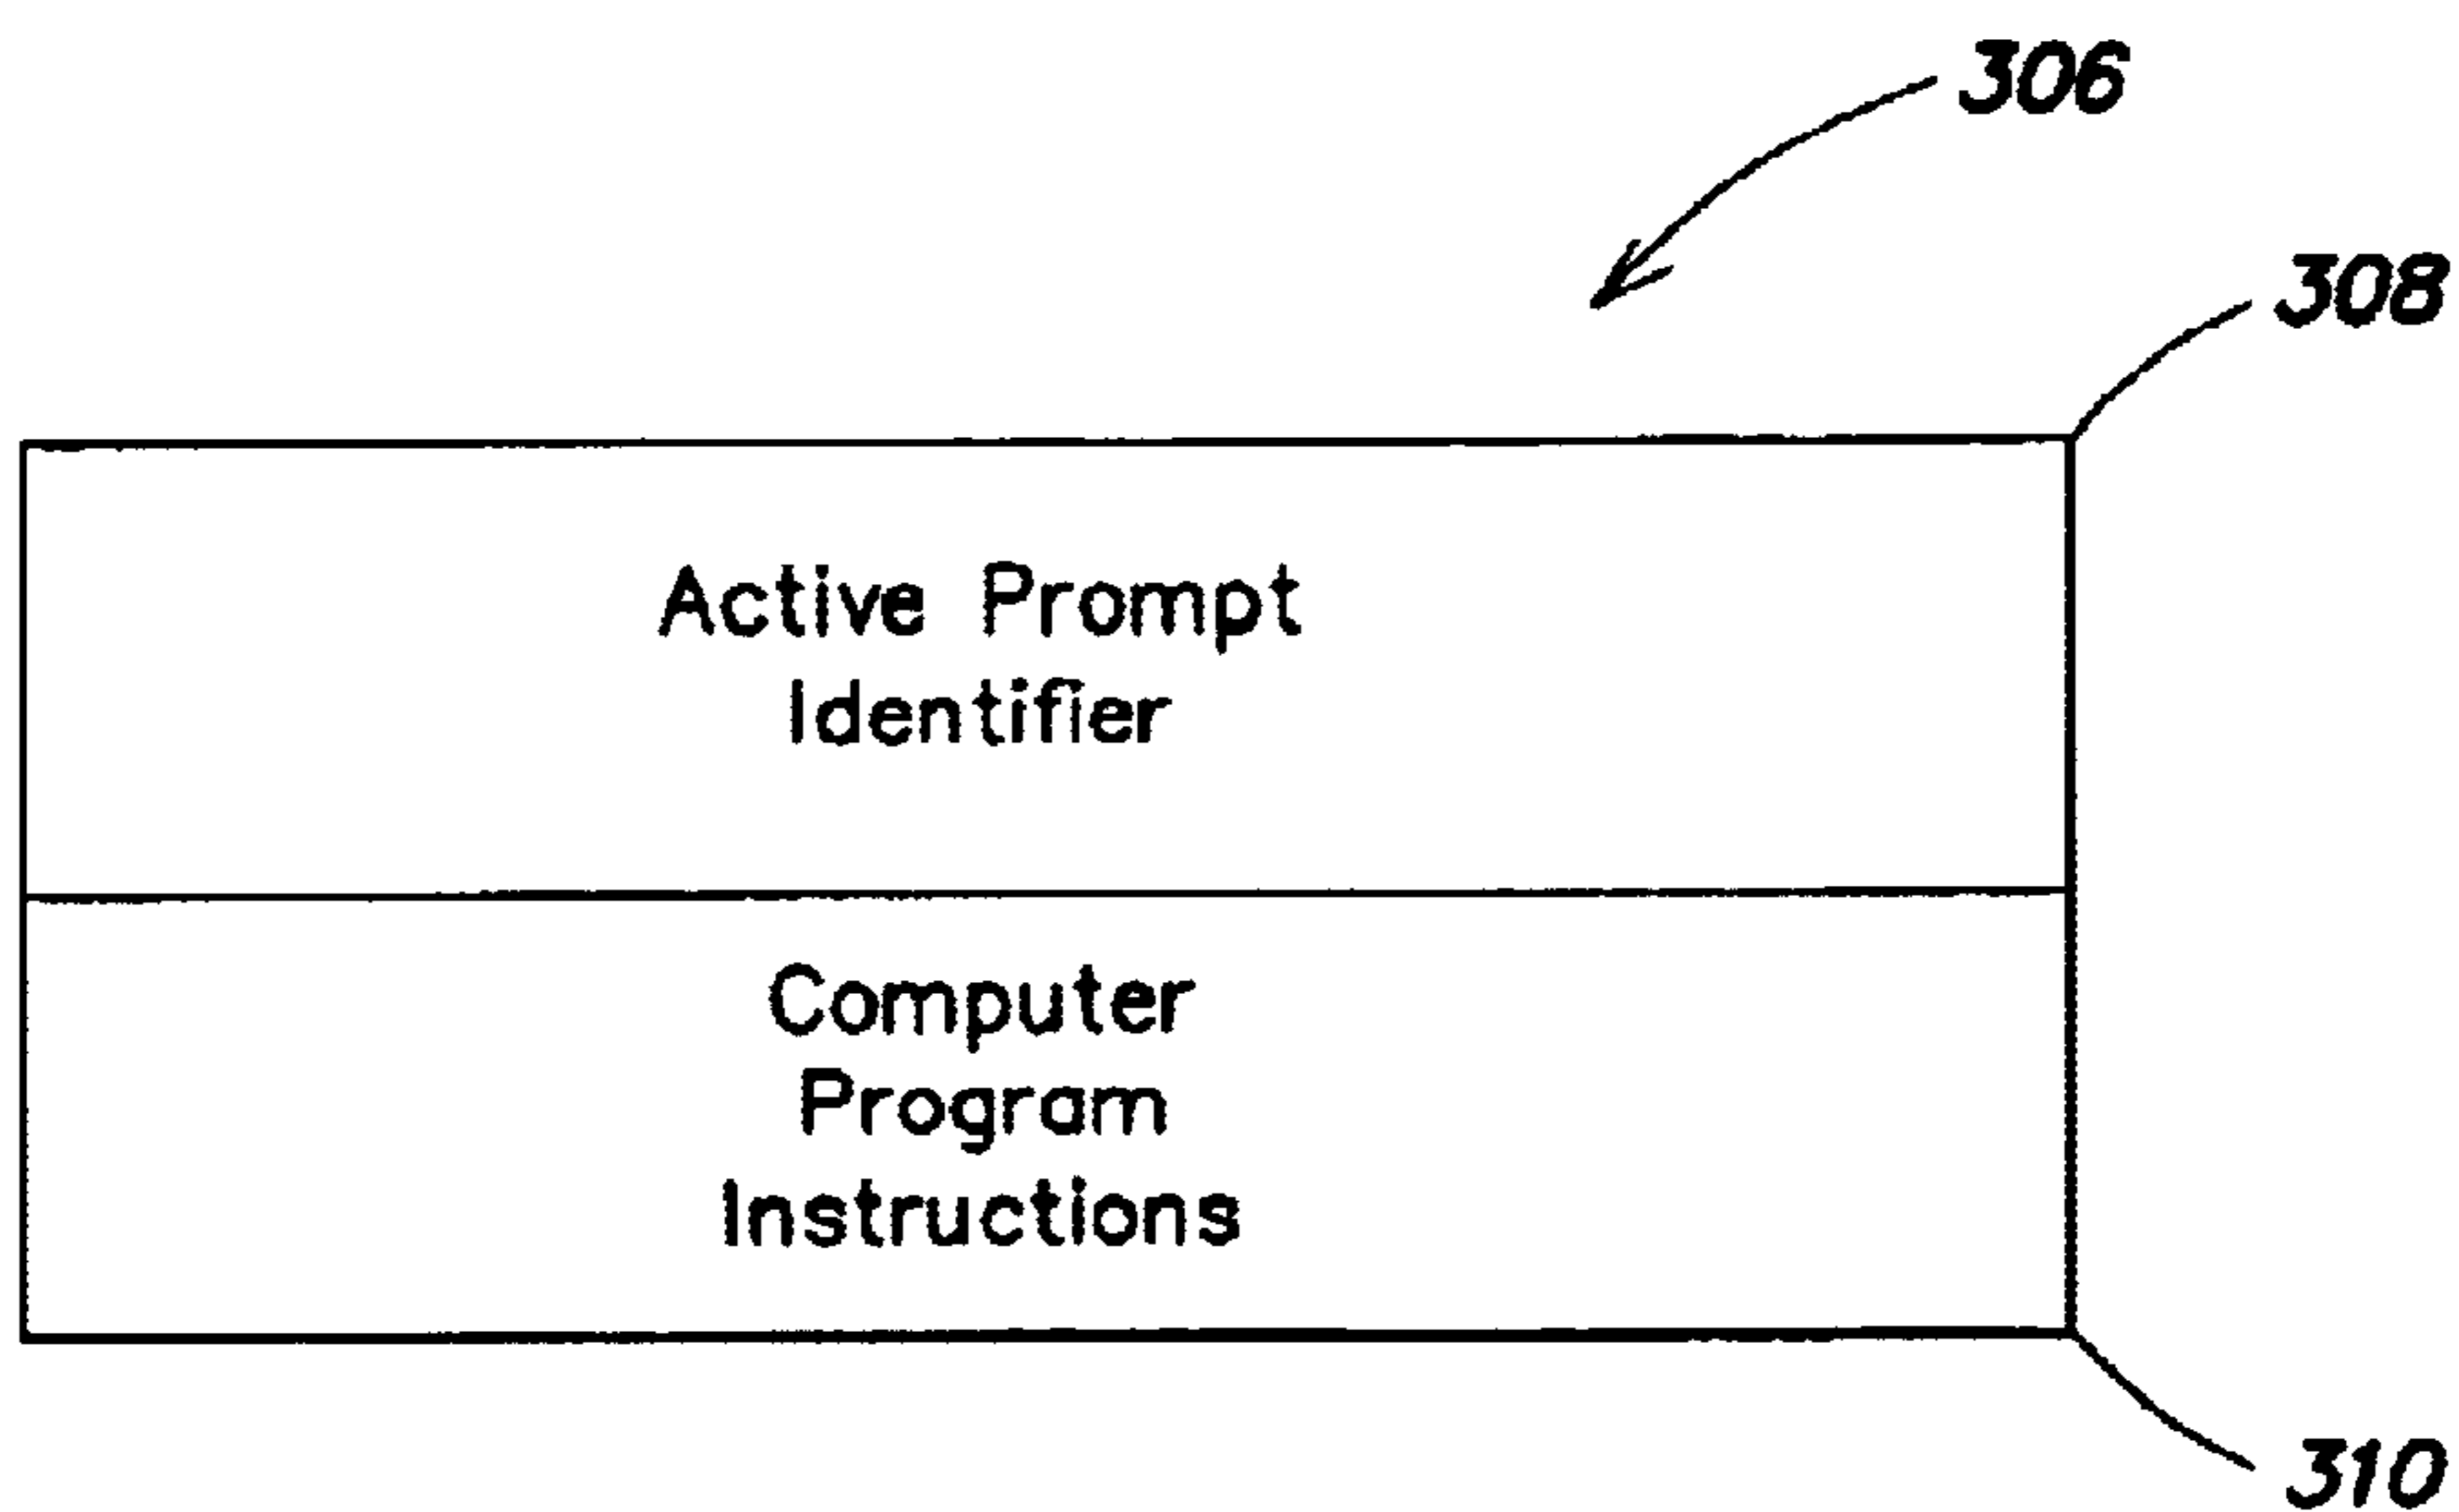 306
308
Active Prompt
Identifier
Computer
Program
Instructions
310